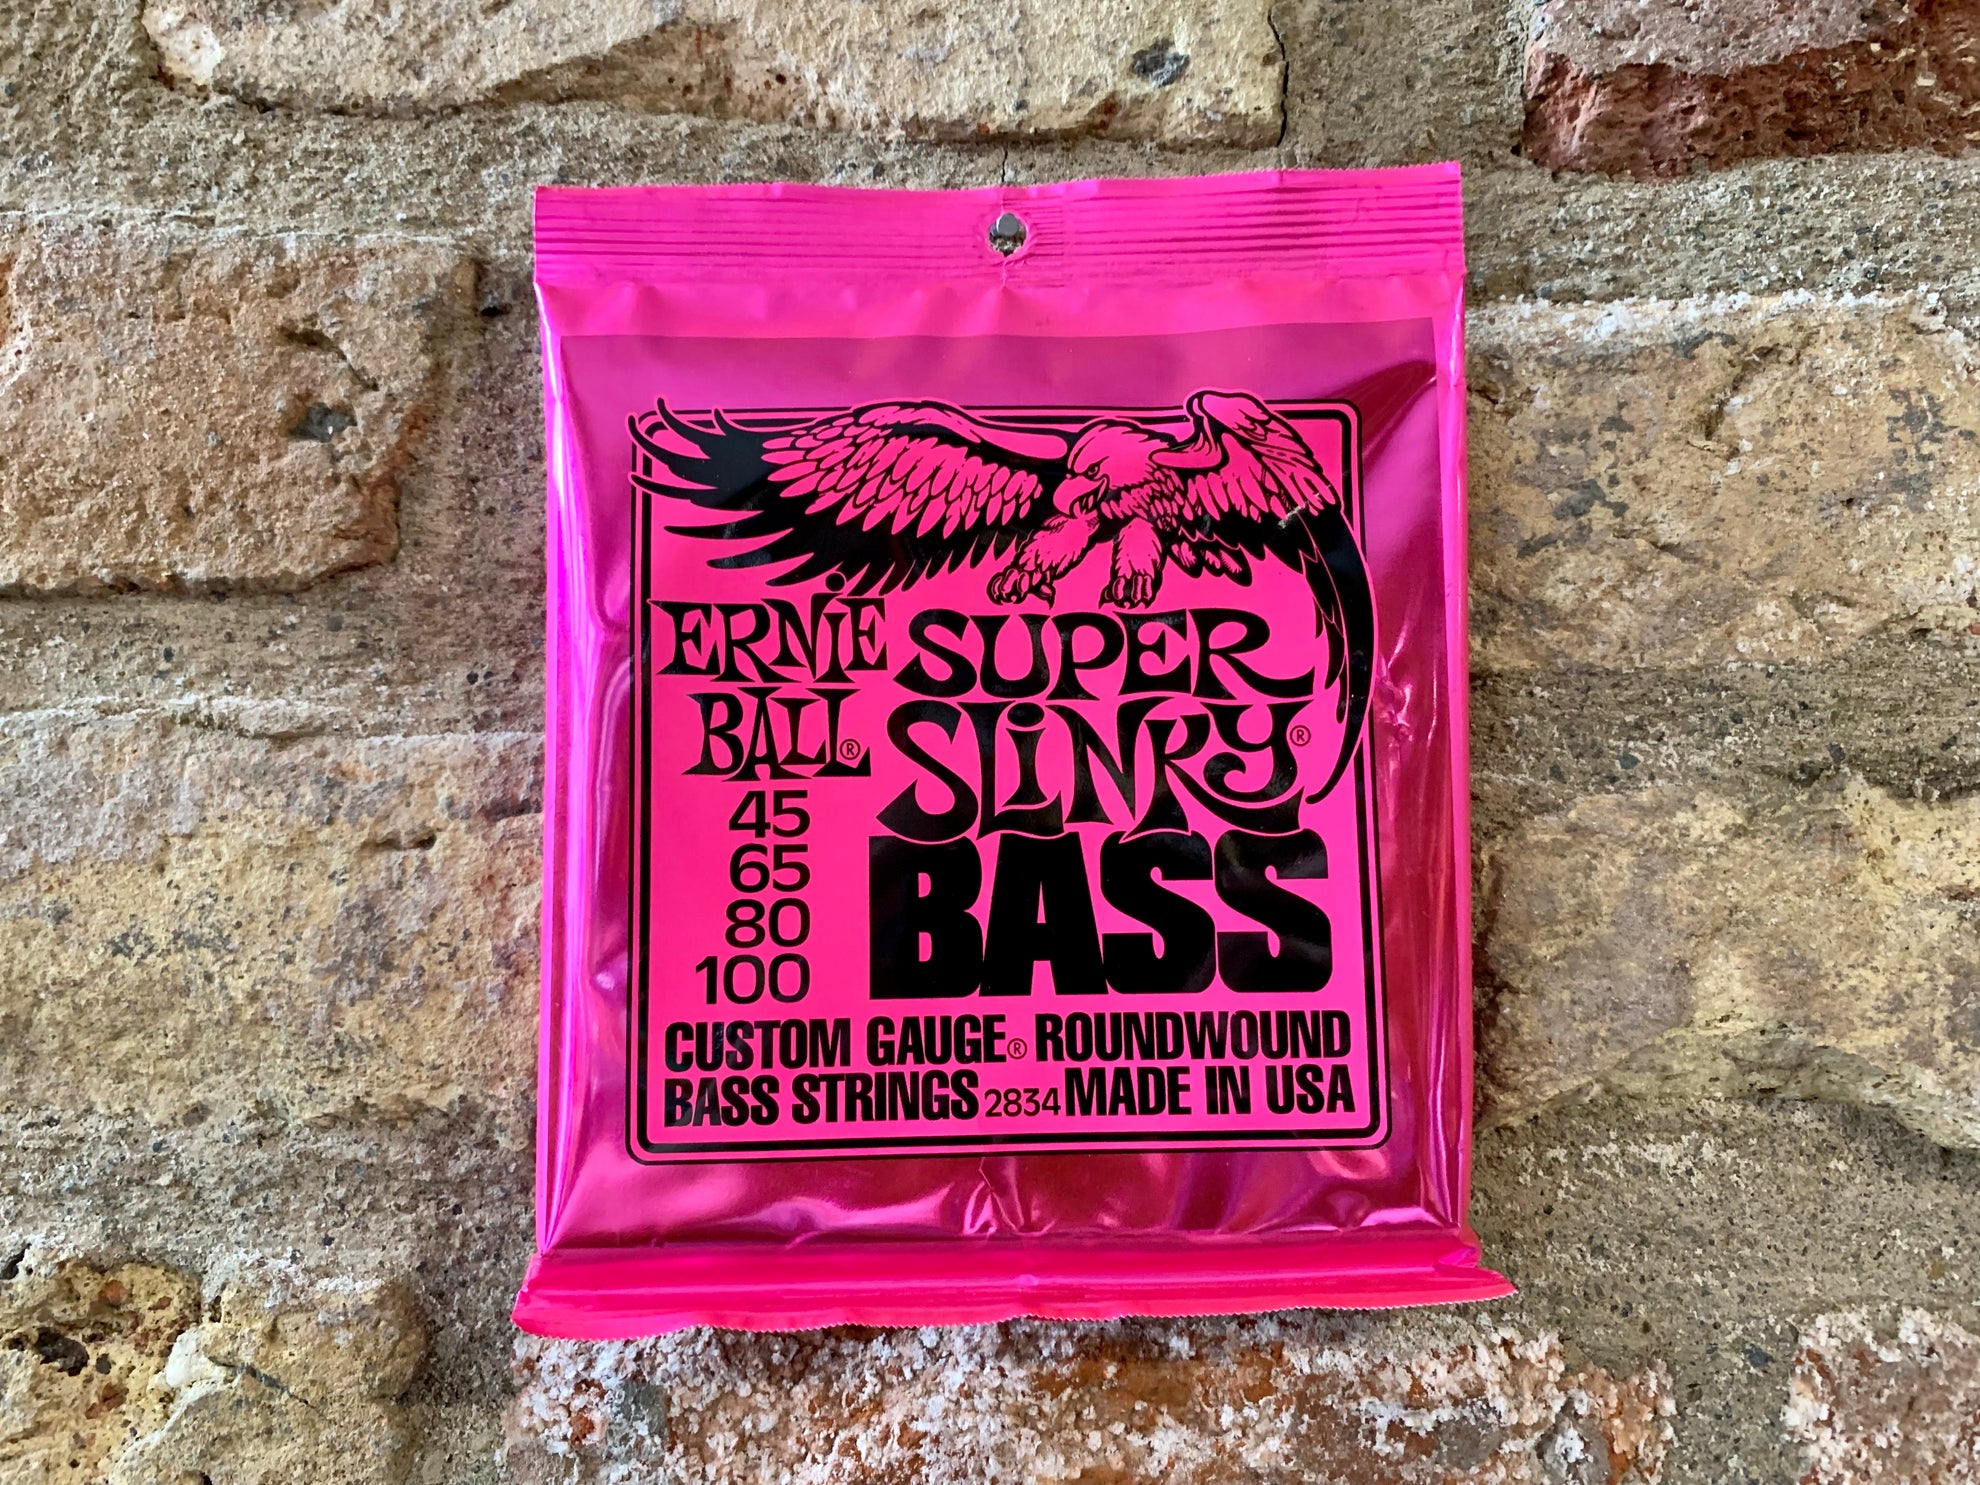 ERNiE BALL®
SUPER SLiNKY®
BASS
45
65
80
100
CUSTOM GAUGE® ROUNDWOUND
BASS STRINGS 2834 MADE IN USA